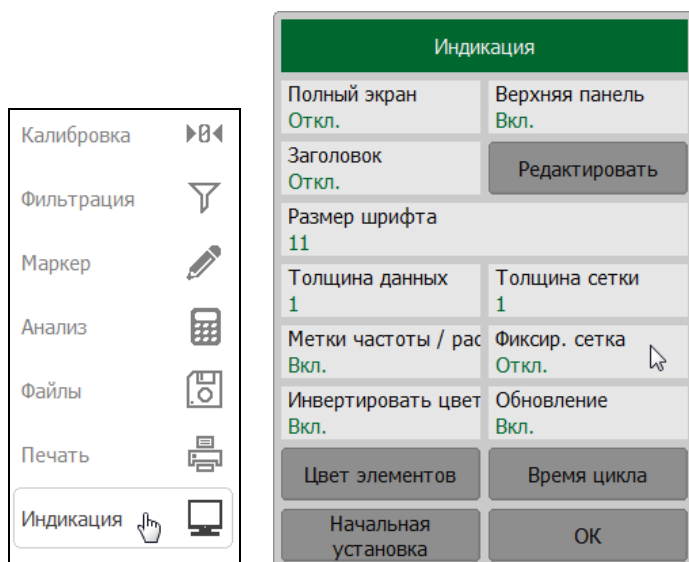 Калибровка
Фильтрация
Маркер
Анализ
Файлы
Печать
Индикация
Индикация
Полный экран
Откл.
Верхняя панель
Вкл.
Заголовок
Откл.
Редактировать
Размер шрифта
11
Толщина данных
1
Толщина сетки
1
Метки частоты / рас
Вкл.
Фиксир. сетка
Откл.
Инвертировать цвет
Вкл.
Обновление
Вкл.
Цвет элементов
Время цикла
Начальная
установка
ОК